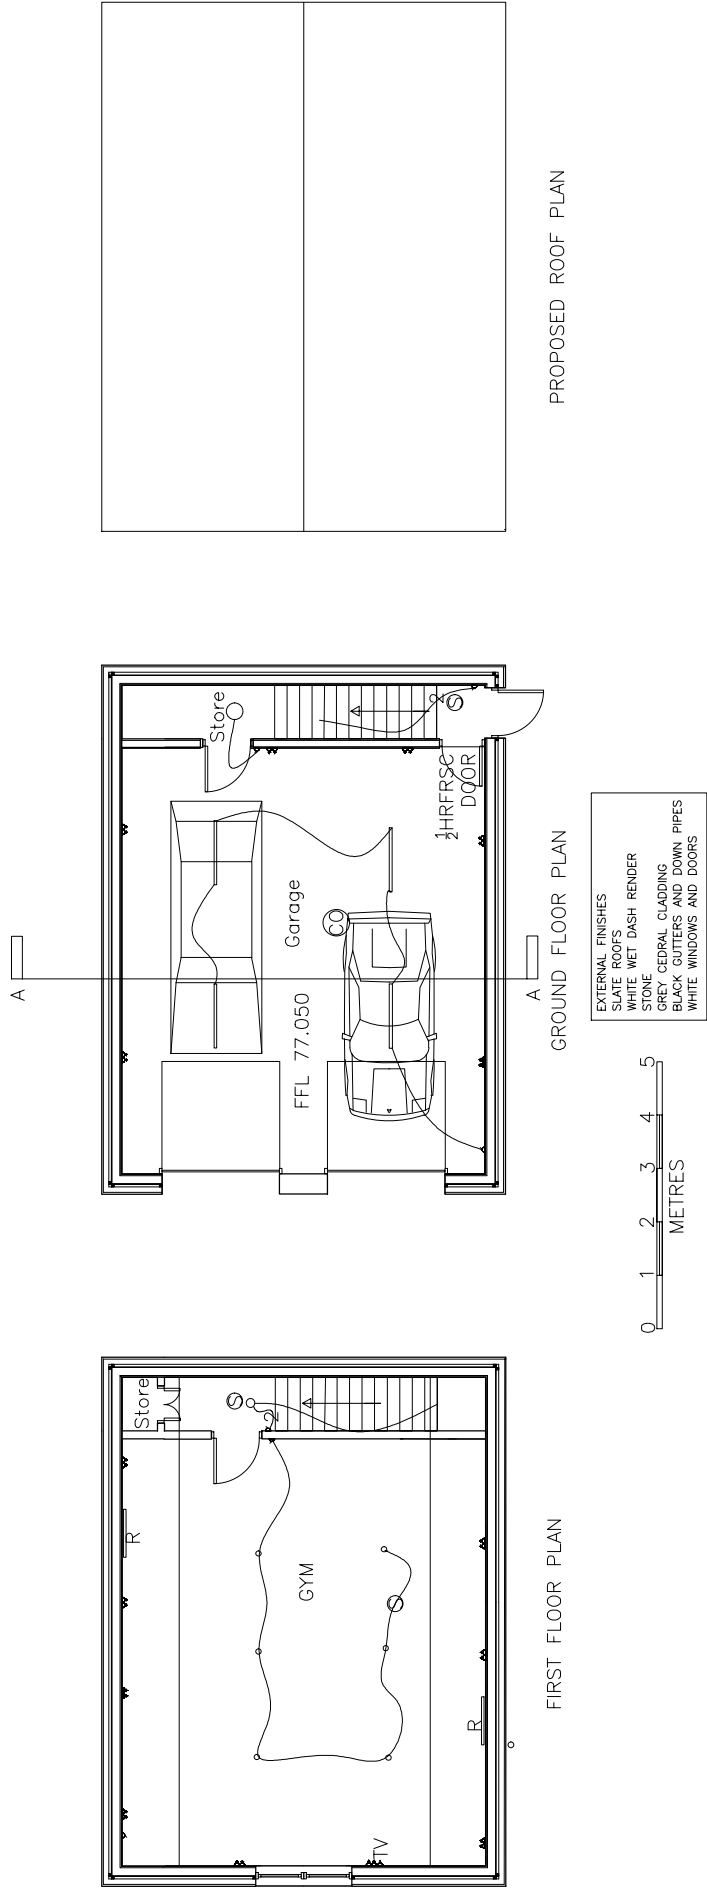 PROPOSED ROOF PLAN
Store
2
S
½HRFRSC
DOOR
Garage
CO
FFL 77.050
A
A
GROUND FLOOR PLAN
EXTERNAL FINISHES
SLATE ROOFS
WHITE WET DASH RENDER
STONE
GREY CEDRAL CLADDING
BLACK GUTTERS AND DOWN PIPES
WHITE WINDOWS AND DOORS
0 1 2 3 4 5
METRES
Store
S
2
R
GYM
S
R
TV
FIRST FLOOR PLAN